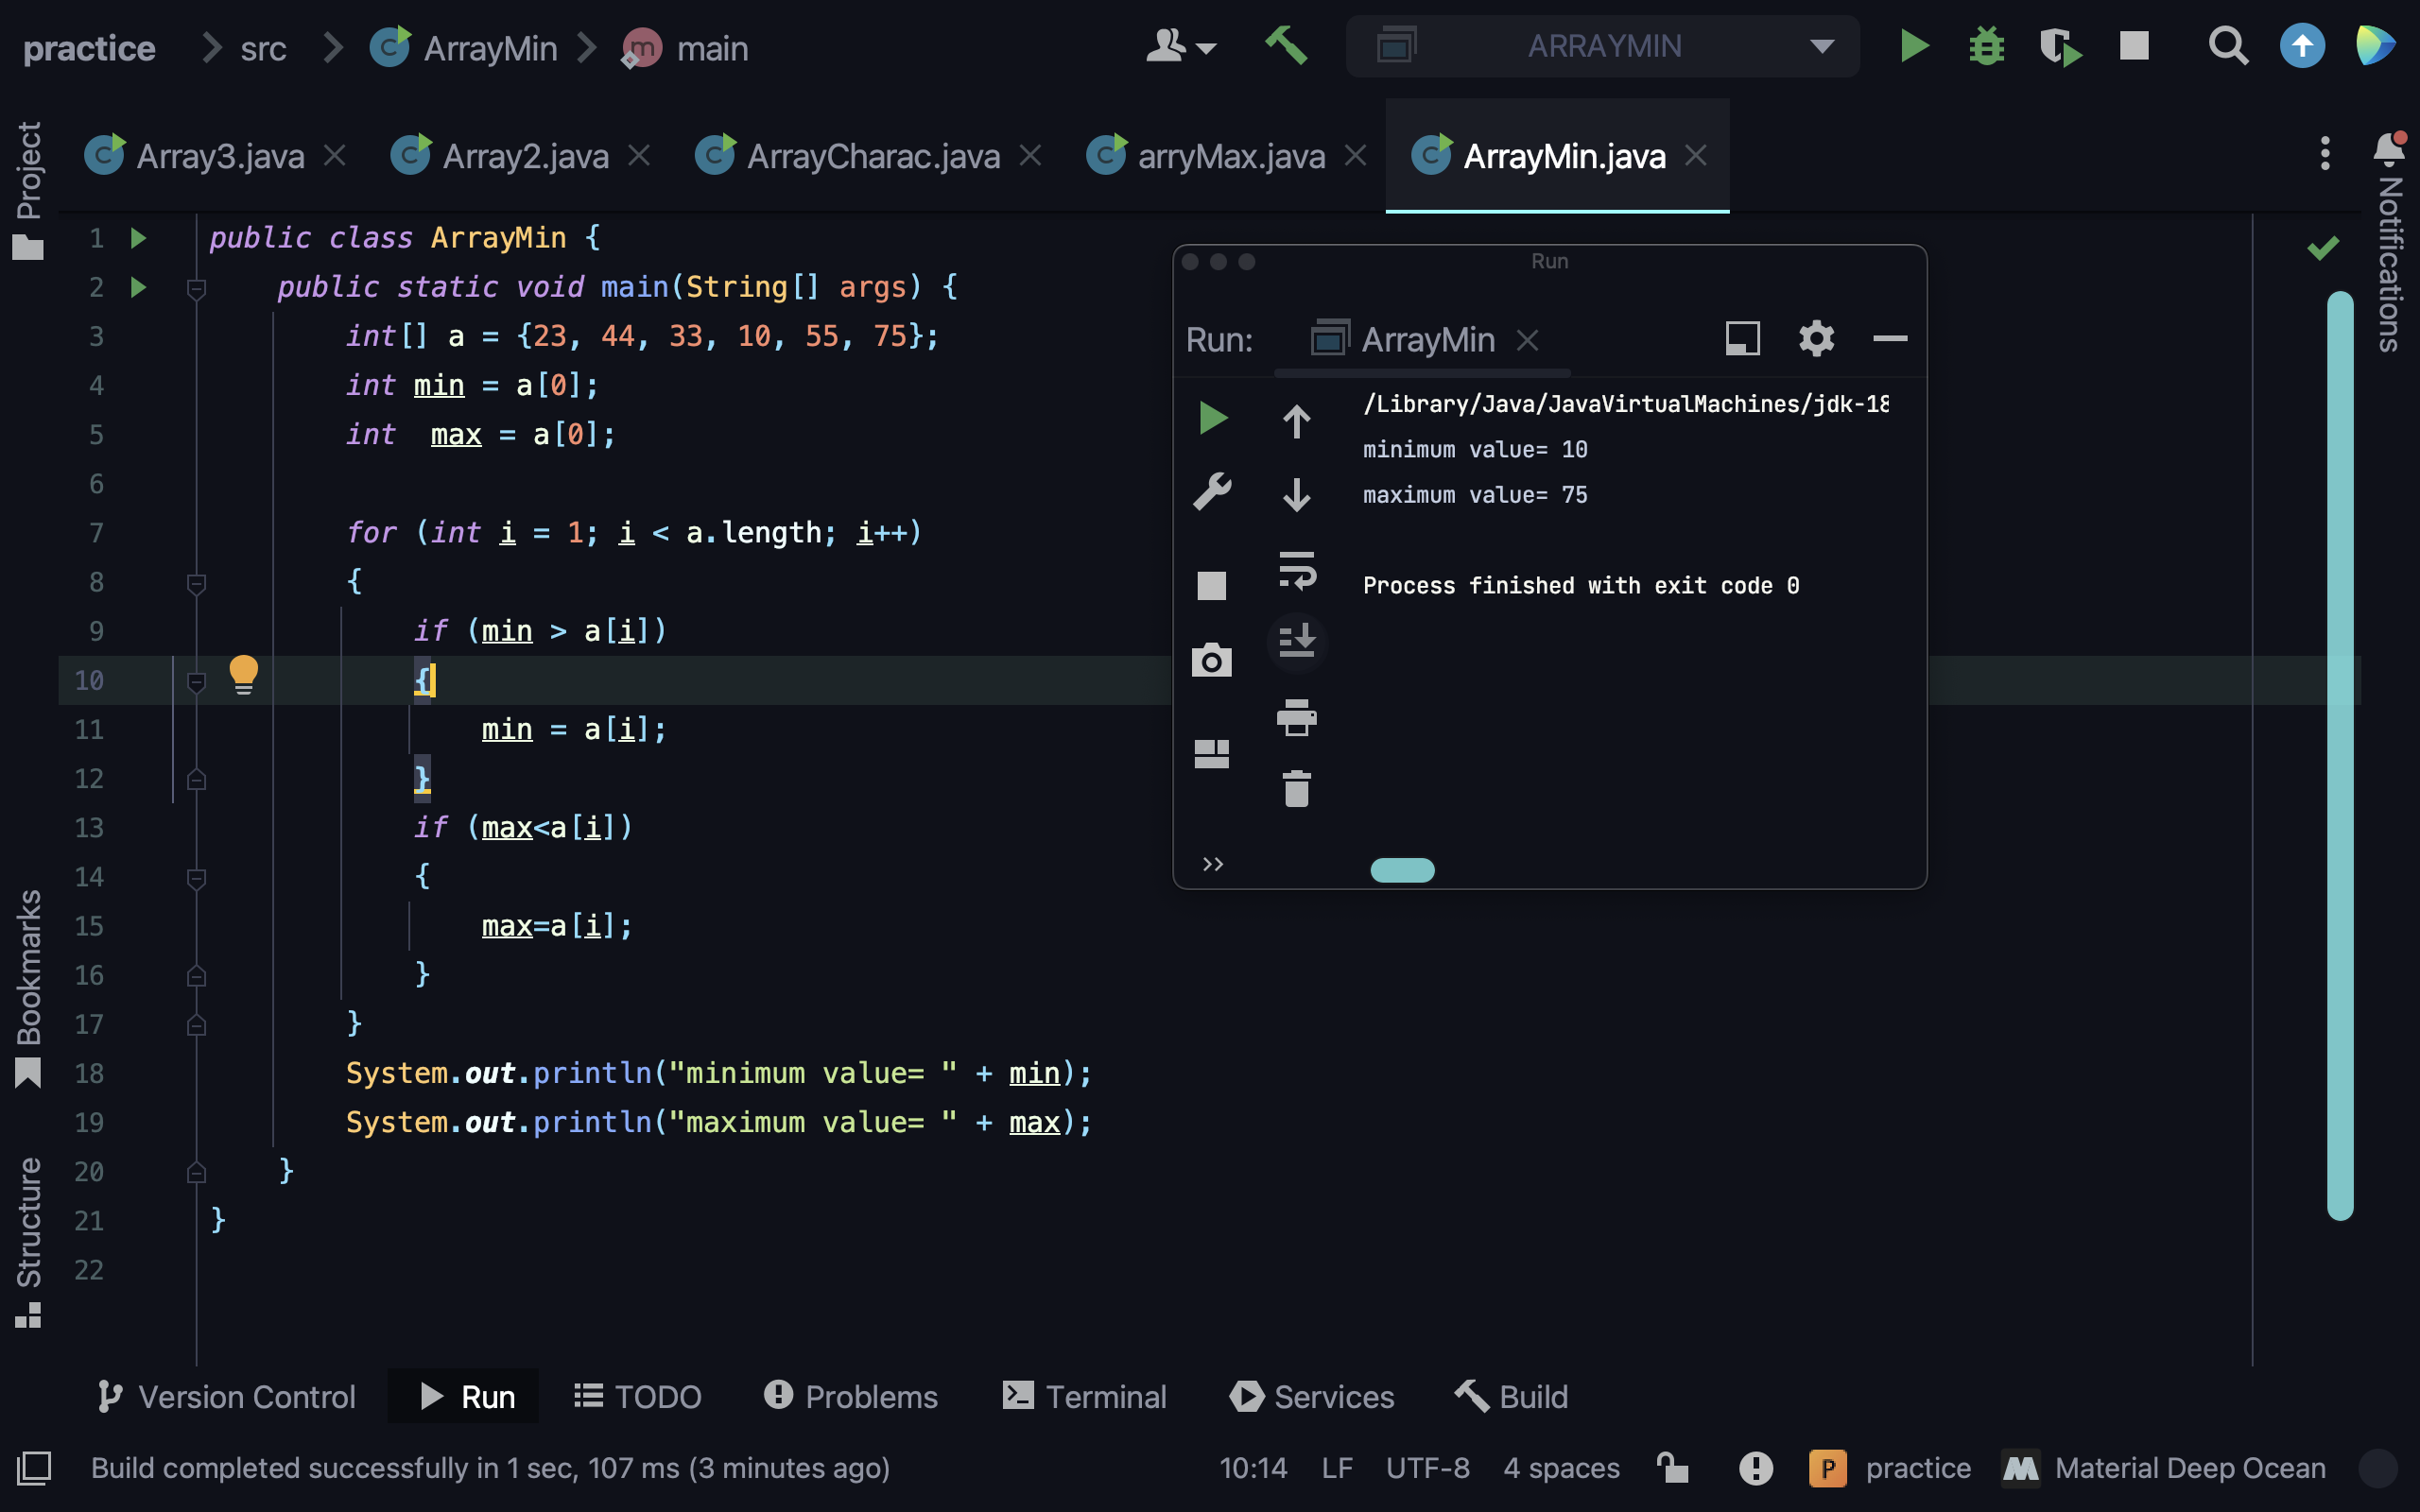 practice src ArrayMin main ARRAYMIN
Project
Array3.java Array2.java ArrayCharac.java arryMax.java ArrayMin.java
Notifications
1 public class ArrayMin {
2     public static void main(String[] args) {
3         int[] a = {23, 44, 33, 10, 55, 75};
4         int min = a[0];
5         int  max = a[0];
6
7         for (int i = 1; i < a.length; i++)
8         {
9             if (min > a[i])
10             {
11                 min = a[i];
12             }
13             if (max<a[i])
14             {
15                 max=a[i];
16             }
17         }
18         System.out.println("minimum value= " + min);
19         System.out.println("maximum value= " + max);
20     }
21 }
22
Run
Run: ArrayMin
/Library/Java/JavaVirtualMachines/jdk-18
minimum value= 10
maximum value= 75
Process finished with exit code 0
Bookmarks
Structure
Version Control Run TODO Problems Terminal Services Build
Build completed successfully in 1 sec, 107 ms (3 minutes ago) 10:14 LF UTF-8 4 spaces P practice M Material Deep Ocean